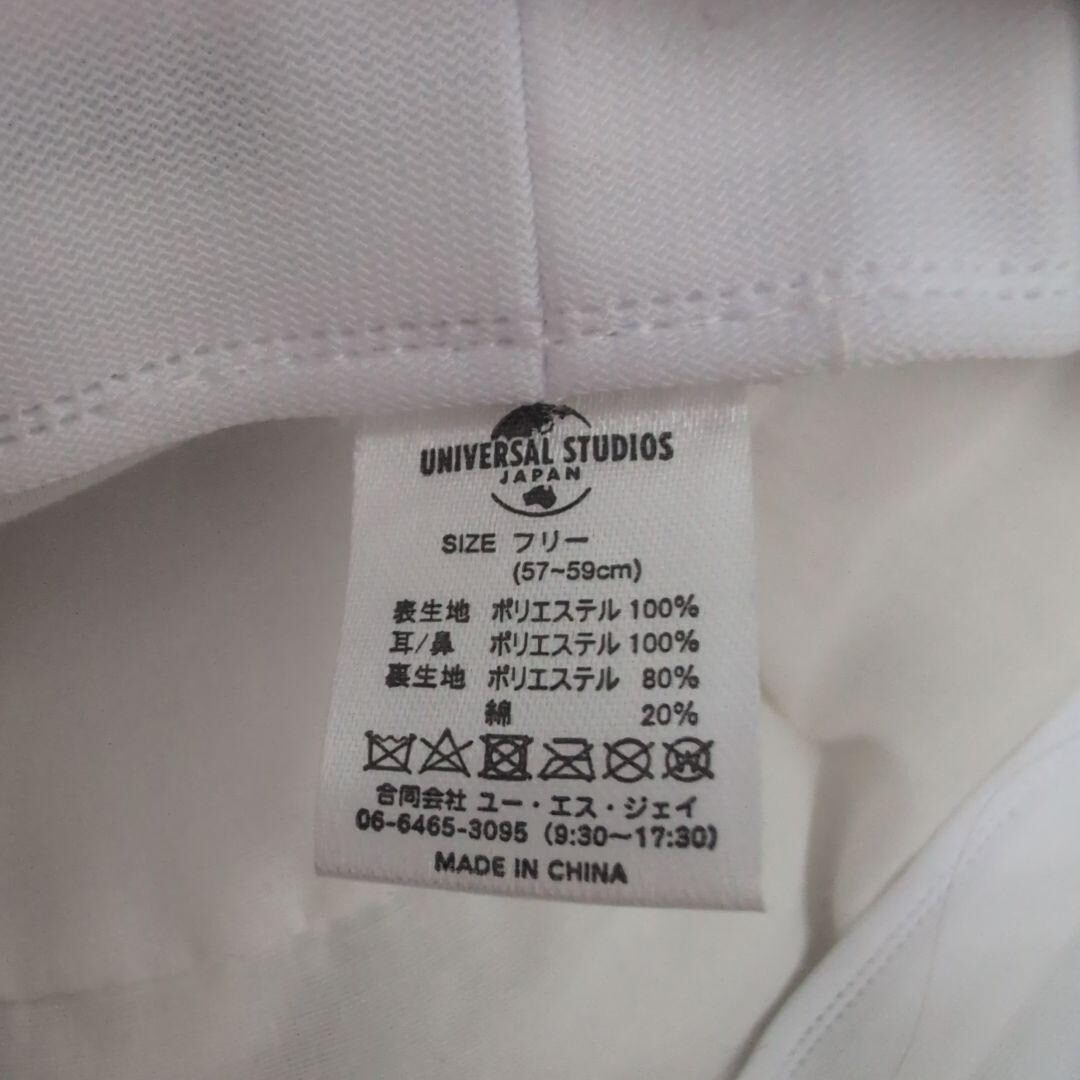 UNIVERSAL STUDIOS
JAPAN
SIZE フリー
(57~59cm)
表生地 ポリエステル 100%
耳/鼻 ポリエステル 100%
裏生地 ポリエステル 80%
綿 20%
合同会社 ユー・エス・ジェイ
06-6465-3095 (9:30〜17:30)
MADE IN CHINA